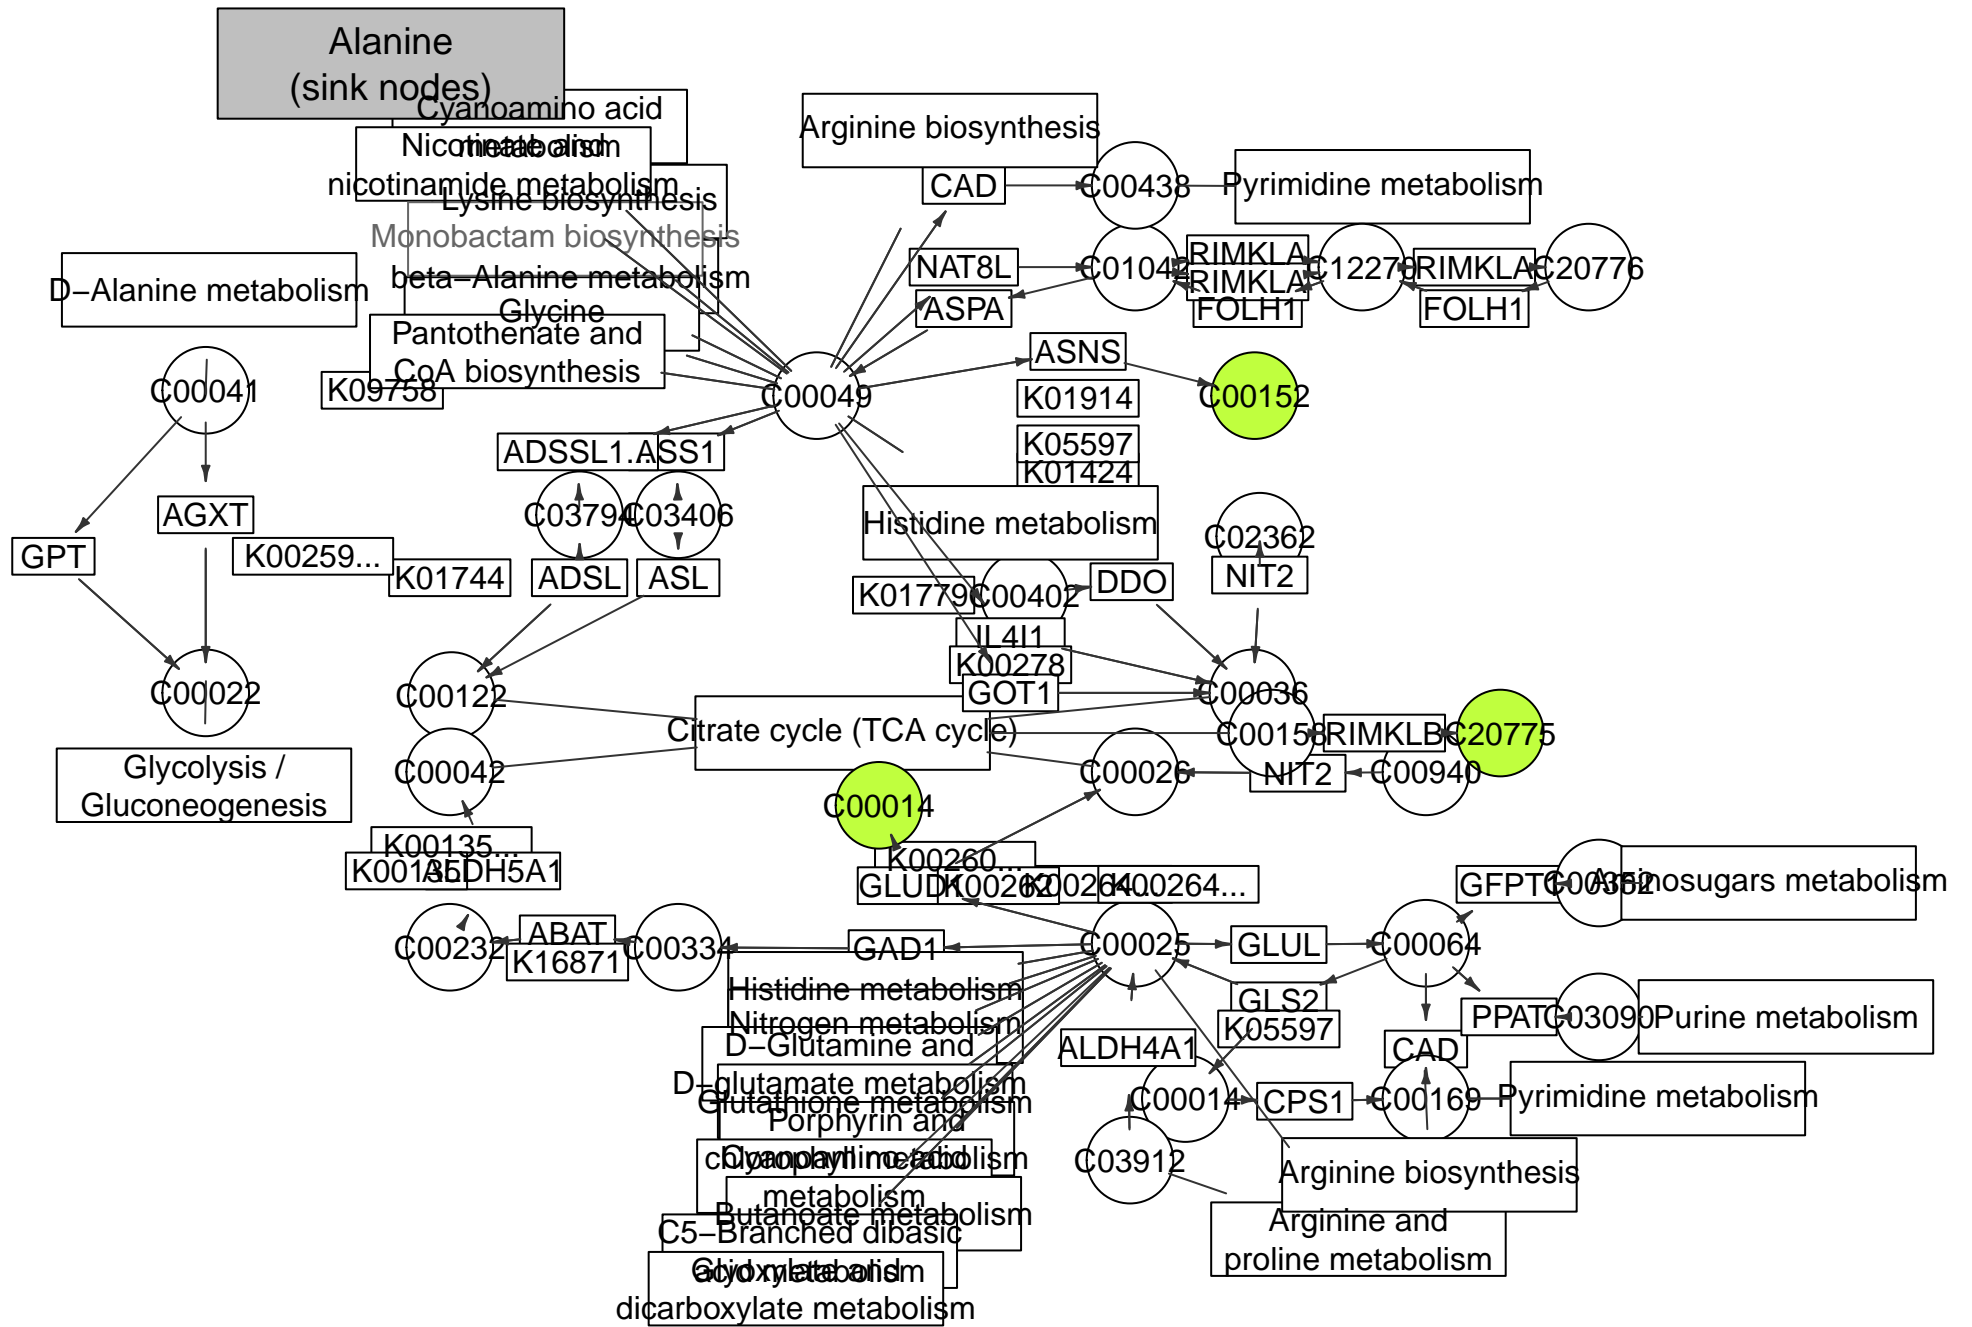 Alanine
(sink nodes)
Cyanoamino acid
metabolism
Nicotinate and
nicotinamide metabolism
Lysine biosynthesis
Monobactam biosynthesis
beta−Alanine metabolism
Glycine
Pantothenate and
CoA biosynthesis
D−Alanine metabolism
Arginine biosynthesis
CAD
C00438
Pyrimidine metabolism
NAT8L
ASPA
RIMKLA
RIMKLA
FOLH1
RIMKLA
FOLH1
C20776
C00041
K09758
C00049
ASNS
K01914
K05597
K01424
C00152
ADSSL1...
ASS1
C03794
C03406
AGXT
GPT
K00259...
K01744
ADSL
ASL
Histidine metabolism
C02362
NIT2
K01779
C00402
DDO
IL4I1
K00278
GOT1
C00036
C00022
C00122
Citrate cycle (TCA cycle)
C00158
RIMKLB
C20775
C00042
C00026
NIT2
C00940
Glycolysis /
Gluconeogenesis
C00014
K00135...
ALDH5A1
K00260...
K00262
K00264...
K00264...
GFPT1
Aminosugars metabolism
C00232
ABAT
K16871
C00334
GAD1
C00025
GLUL
C00064
GLS2
K05597
Histidine metabolism
Nitrogen metabolism
D−Glutamine and
D−glutamate metabolism
Glutathione metabolism
Porphyrin and
chlorophyll metabolism
Cyanoamino acid
metabolism
Butanoate metabolism
C5−Branched dibasic
acid metabolism
Glyoxylate and
dicarboxylate metabolism
PPAT
C03090
Purine metabolism
ALDH4A1
CAD
C00014
CPS1
C00169
Pyrimidine metabolism
C03912
Arginine biosynthesis
Arginine and
proline metabolism